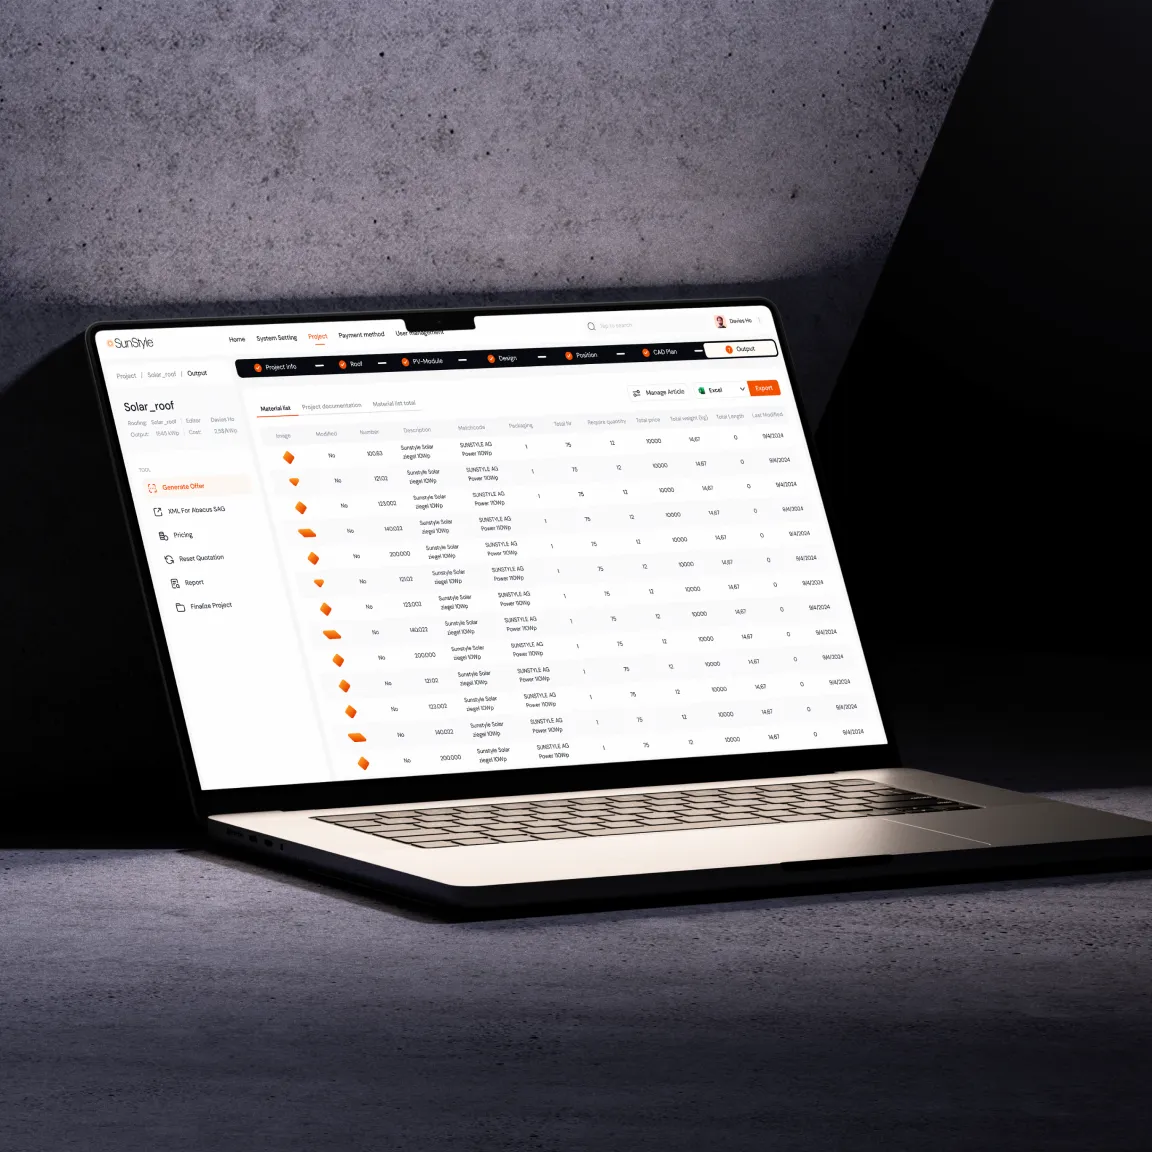 SunStyle
Home System Setting Project Payment method User management
Tap to search
Davies Ho
Project / Solar_roof / Output
Project info Roof PV-Module Design Position CAD Plan Output
Solar_roof
Roofing: Solar_roof Editor: Davies Ho
Output: Cost:
TOOL
Generate Offer
XML For Abacus SAG
Pricing
Reset Quotation
Report
Finalize Project
Material list Project documentation Material list total
Manage Article Excel Export
Image Modified Number Description Matchcode Packaging Total fix Require quantity Total price Total weight (kg) Total Length Last Modified
No 100.63 Sunstyle Solar ziegel 10Wp SUNSTYLE AG Power 110Wp 1 75 12 10000 14,67 0 9/4/2024
No 121.02 Sunstyle Solar ziegel 10Wp SUNSTYLE AG Power 110Wp 1 75 12 10000 14,67 0 9/4/2024
No 123.002 Sunstyle Solar ziegel 10Wp SUNSTYLE AG Power 110Wp 1 75 12 10000 14,67 0 9/4/2024
No 140.022 Sunstyle Solar ziegel 10Wp SUNSTYLE AG Power 110Wp 1 75 12 10000 14,67 0 9/4/2024
No 200.000 Sunstyle Solar ziegel 10Wp SUNSTYLE AG Power 110Wp 1 75 12 10000 14,67 0 9/4/2024
No 121.02 Sunstyle Solar ziegel 10Wp SUNSTYLE AG Power 110Wp 1 75 12 10000 14,67 0 9/4/2024
No 123.002 Sunstyle Solar ziegel 10Wp SUNSTYLE AG Power 110Wp 1 75 12 10000 14,67 0 9/4/2024
No 140.022 Sunstyle Solar ziegel 10Wp SUNSTYLE AG Power 110Wp 1 75 12 10000 14,67 0 9/4/2024
No 200.000 Sunstyle Solar ziegel 10Wp SUNSTYLE AG Power 110Wp 1 75 12 10000 14,67 0 9/4/2024
No 121.02 Sunstyle Solar ziegel 10Wp SUNSTYLE AG Power 110Wp 1 75 12 10000 14,67 0 9/4/2024
No 123.002 Sunstyle Solar ziegel 10Wp SUNSTYLE AG Power 110Wp 1 75 12 10000 14,67 0 9/4/2024
No 140.022 Sunstyle Solar ziegel 10Wp SUNSTYLE AG Power 110Wp 1 75 12 10000 14,67 0 9/4/2024
No 200.000 Sunstyle Solar ziegel 10Wp SUNSTYLE AG Power 110Wp 1 75 12 10000 14,67 0 9/4/2024